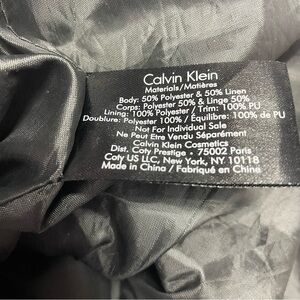 Calvin Klein
Materials/Matières
Body: 50% Polyester & 50% Linen
Corps: Polyester 50% & Linge 50%
Lining: 100% Polyester / Trim: 100% PU
Doublure: Polyester 100% / Équilibre: 100% de PU
Not For Individual Sale
Ne Peut Etre Vendu Séparément
Calvin Klein Cosmetics
Dist. Coty Prestige • 75002 Paris
Coty US LLC, New York, NY 10118
Made in China / Fabriqué en China